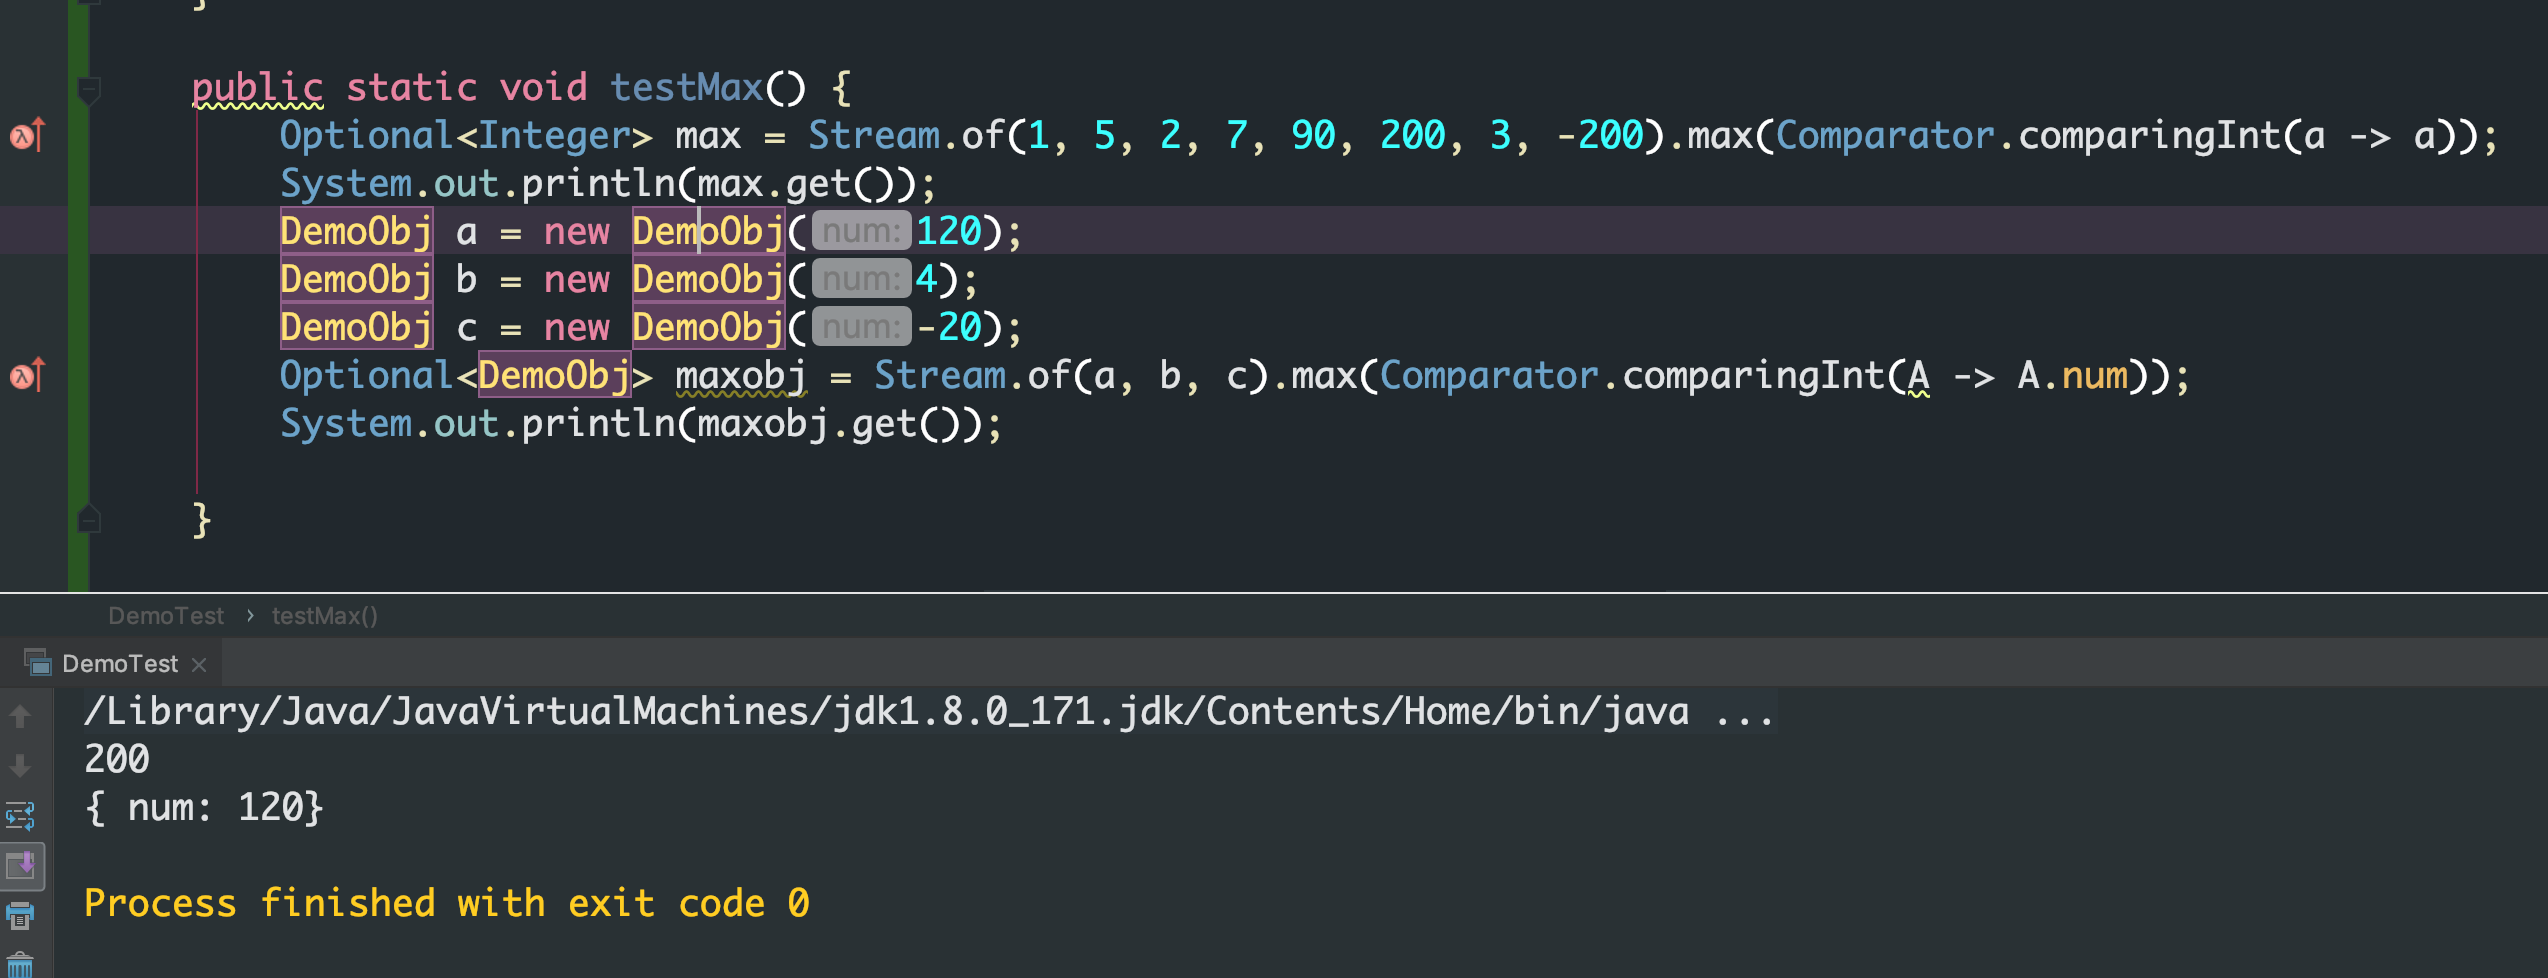 }
public static void testMax() {
Optional<Integer> max = Stream.of(1, 5, 2, 7, 90, 200, 3, -200).max(Comparator.comparingInt(a -> a));
System.out.println(max.get());
DemoObj a = new DemoObj( num: 120);
DemoObj b = new DemoObj( num: 4);
DemoObj c = new DemoObj( num: -20);
Optional<DemoObj> maxobj = Stream.of(a, b, c).max(Comparator.comparingInt(A -> A.num));
System.out.println(maxobj.get());
}
DemoTest › testMax()
DemoTest ×
/Library/Java/JavaVirtualMachines/jdk1.8.0_171.jdk/Contents/Home/bin/java ...
200
{ num: 120}
Process finished with exit code 0